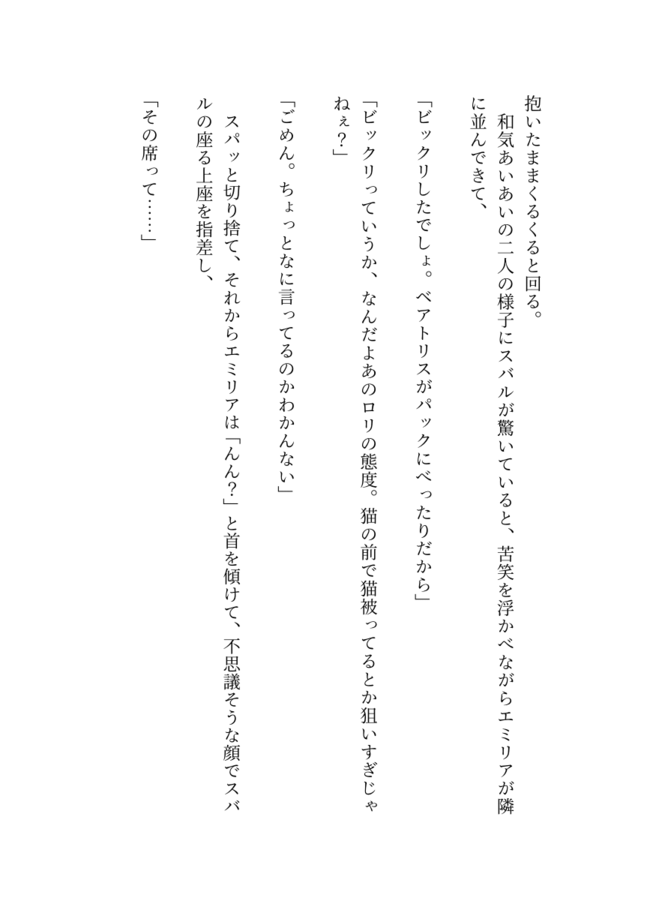 抱いたままくるくると回る。
　和気あいあいの二人の様子にスバルが驚いていると、苦笑を浮かべながらエミリアが隣
に並んできて、
「ビックリしたでしょ。ベアトリスがパックにべったりだから」
「ビックリっていうか、なんだよあのロリの態度。猫の前で猫被ってるとか狙いすぎじゃ
ねぇ？」
「ごめん。ちょっとなに言ってるのかわかんない」
　スパッと切り捨て、それからエミリアは「んん？」と首を傾けて、不思議そうな顔でスバ
ルの座る上座を指差し、
「その席って……」